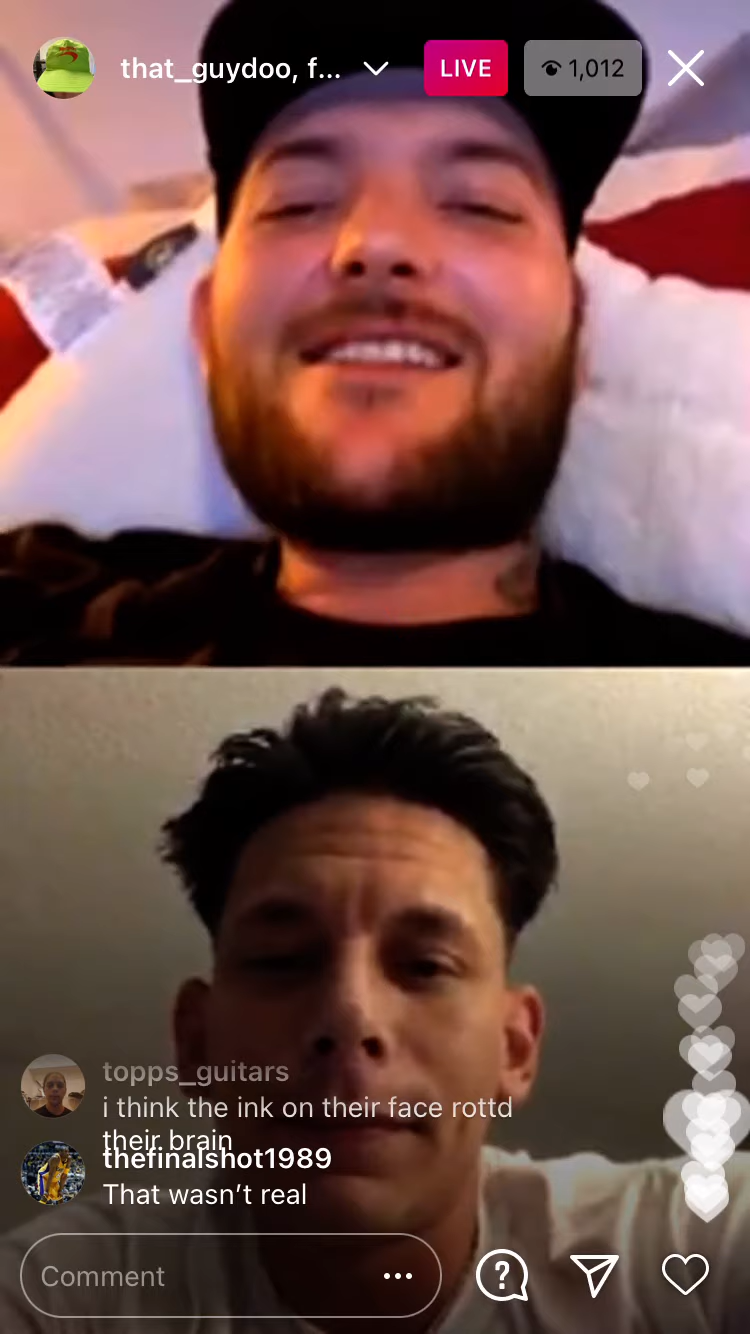 that_guydoo, f...
LIVE
1,012
topps_guitars
i think the ink on their face rottd
their brain
thefinalshot1989
That wasn't real
Comment